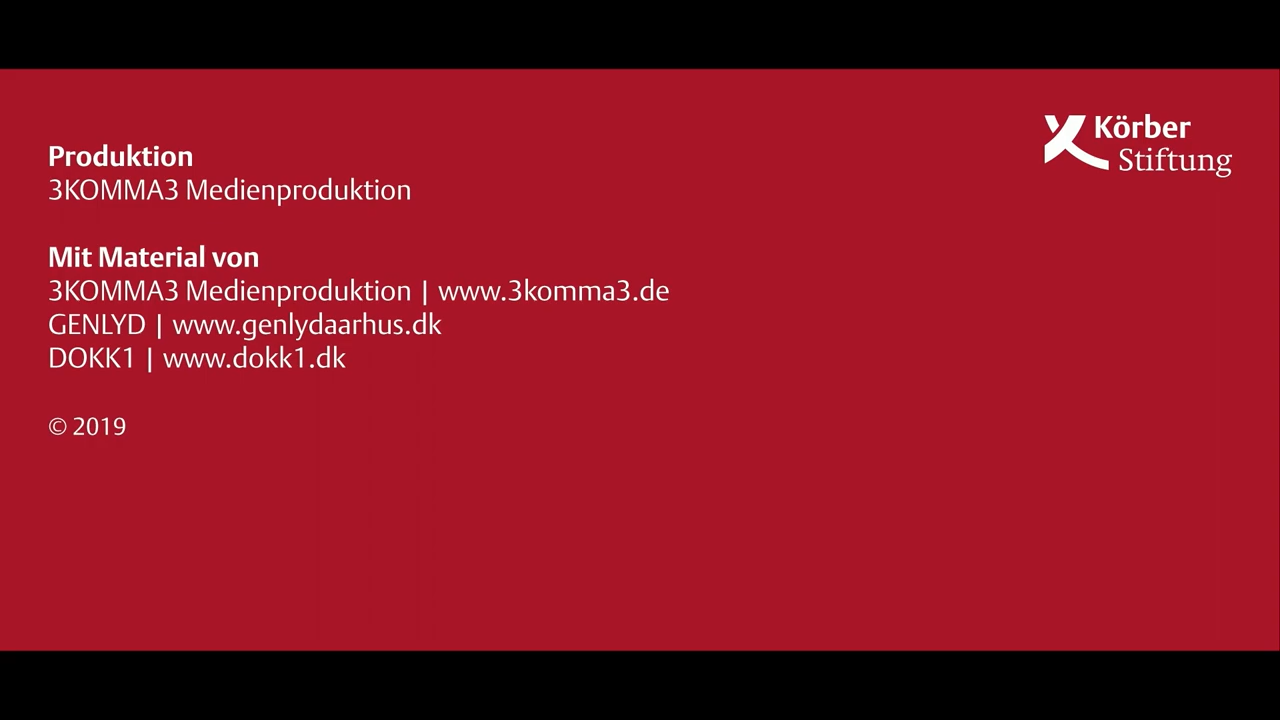 Körber
Stiftung
Produktion
3KOMMA3 Medienproduktion
Mit Material von
3KOMMA3 Medienproduktion | www.3komma3.de
GENLYD | www.genlydaarhus.dk
DOKK1 | www.dokk1.dk
© 2019